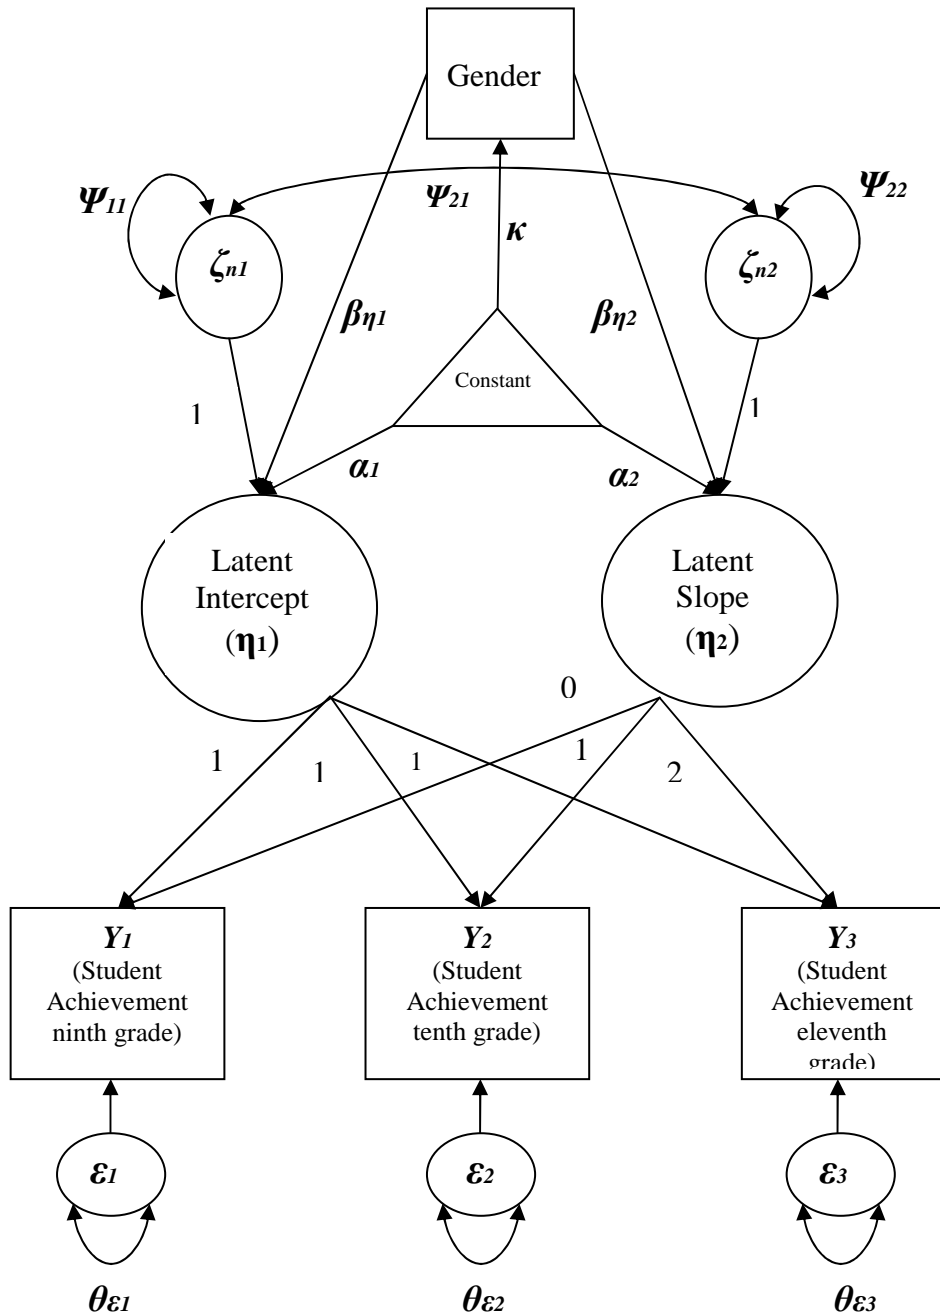 Gender
Ψ11
Ψ21
Ψ22
ζn1
κ
ζn2
βη1
βη2
Constant
1
1
α1
α2
Latent
Intercept
(η1)
Latent
Slope
(η2)
0
1
1
1
1
2
Y1
(Student
Achievement
ninth grade)
Y2
(Student
Achievement
tenth grade)
Y3
(Student
Achievement
eleventh
grade)
ε1
ε2
ε3
θε1
θε2
θε3